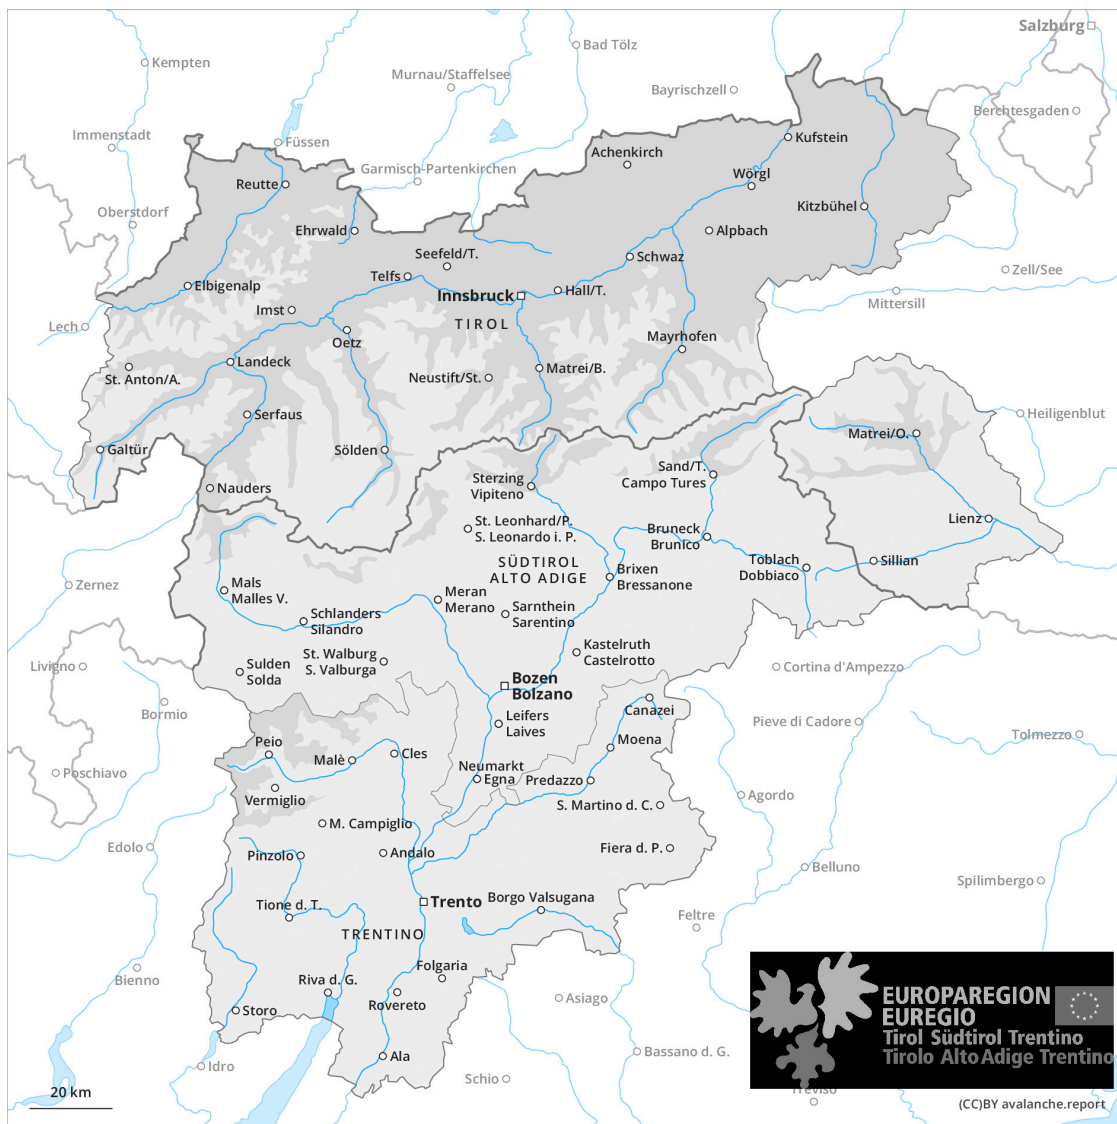 Salzburg
Bad Tölz
Kempten
Murnau/Staffelsee
Bayrischzell
Berchtesgaden
Immenstadt
Füssen
Kufstein
Achenkirch
Garmisch-Partenkirchen
Wörgl
Reutte
Oberstdorf
Kitzbühel
Ehrwald
Alpbach
Seefeld/T.
Schwaz
Telfs
Zell/See
Elbigenalp
Innsbruck
Hall/T.
Mittersill
Imst
TIROL
Lech
Oetz
Mayrhofen
Landeck
Matrei/B.
St. Anton/A.
Neustift/St.
Serfaus
Heiligenblut
Matrei/O.
Galtür
Sölden
Sand/T.
Campo Tures
Sterzing
Vipiteno
Nauders
Lienz
St. Leonhard/P.
S. Leonardo i. P.
Bruneck
Brunico
SÜDTIROL
ALTO ADIGE
Toblach
Dobbiaco
Sillian
Brixen
Bressanone
Zernez
Mals
Malles V.
Meran
Merano
Sarnthein
Sarentino
Schlanders
Silandro
Kastelruth
Castelrotto
St. Walburg
S. Valburga
Livigno
Sulden
Solda
Cortina d'Ampezzo
Bozen
Bolzano
Canazei
Bormio
Leifers
Laives
Pieve di Cadore
Tolmezzo
Peio
Moena
Malè
Cles
Neumarkt
Egna
Poschiavo
Predazzo
Vermiglio
Agordo
S. Martino d. C.
M. Campiglio
Edolo
Pinzolo
Andalo
Fiera d. P.
Belluno
Spilimbergo
Trento
Borgo Valsugana
Tione d. T.
Feltre
TRENTINO
Bienno
Folgaria
Riva d. G.
Rovereto
Asiago
Storo
EUROPAREGION
EUREGIO
Tirol Südtirol Trentino
Tirolo Alto Adige Trentino
Ala
Bassano d. G.
Idro
Schio
Treviso
20 km
(CC)BY avalanche.report